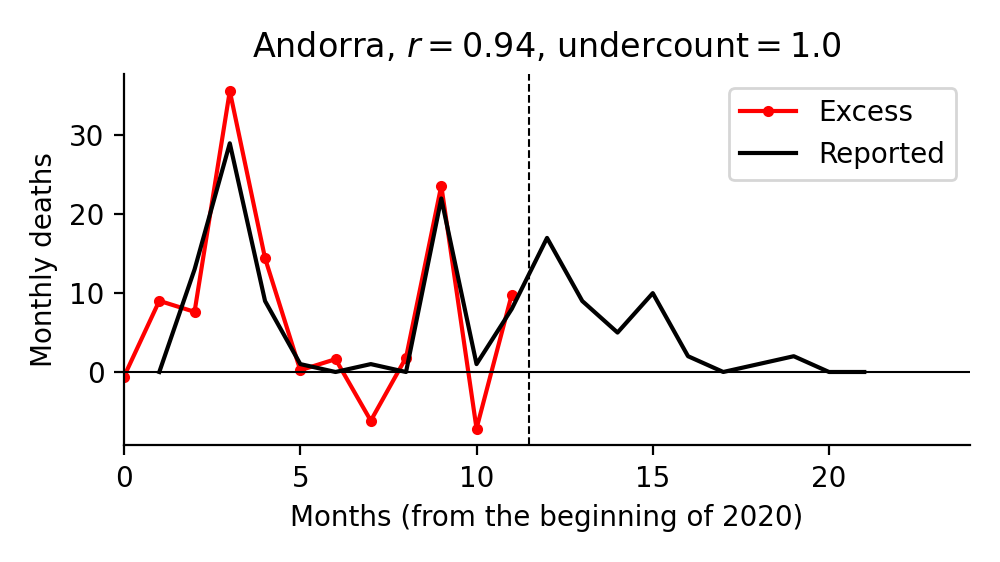 Andorra, r = 0.94, undercount = 1.0
Excess
Reported
Monthly deaths
30
20
10
0
0 5 10 15 20
Months (from the beginning of 2020)